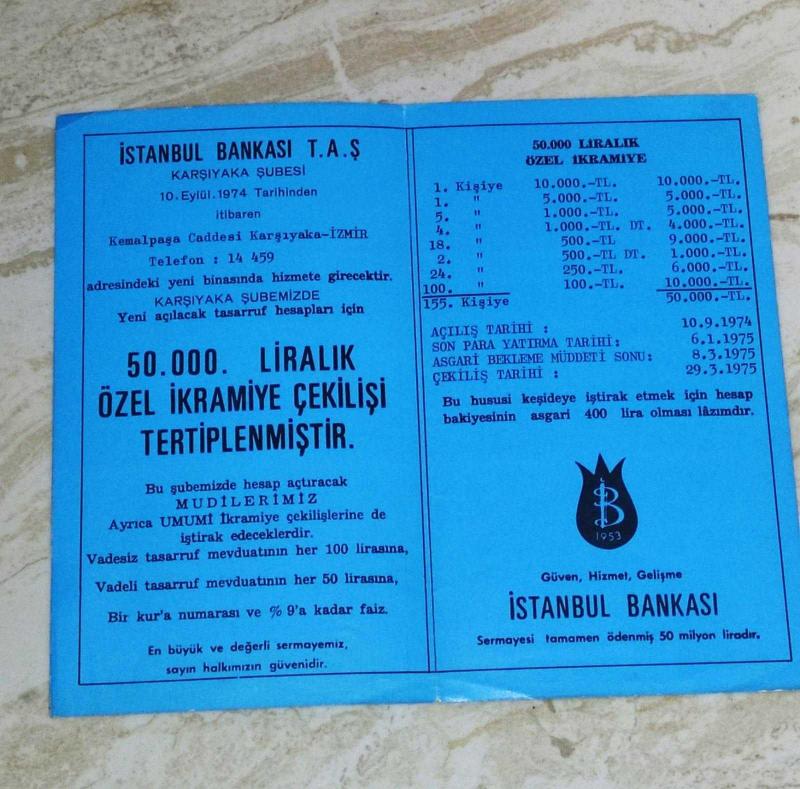 İSTANBUL BANKASI T.A.Ş
KARŞIYAKA ŞUBESİ
10. Eylül. 1974 Tarihinden
itibaren
Kemalpaşa Caddesi Karşıyaka-İZMİR
Telefon : 14 459
adresindeki yeni binasında hizmete girecektir.
KARŞIYAKA ŞUBEMİZDE
Yeni açılacak tasarruf hesapları için
50.000. LİRALIK
ÖZEL İKRAMİYE ÇEKİLİŞİ
TERTİPLENMİŞTİR.
Bu şubemizde hesap açtıracak
MUDİLERİMİZ
Ayrıca UMUMİ İkramiye çekilişlerine de
iştirak edeceklerdir.
Vadesiz tasarruf mevduatının her 100 lirasına,
Vadeli tasarruf mevduatının her 50 lirasına,
Bir kur'a numarası ve % 9'a kadar faiz.
En büyük ve değerli sermayemiz,
sayın halkımızın güvenidir.
50.000 LİRALIK
ÖZEL İKRAMİYE
1. Kişiye 10.000.-TL. 10.000.-TL.
1. " 5.000.-TL. 5.000.-TL.
5. " 1.000.-TL. 5.000.-TL.
4. " 1.000.-TL. DT. 4.000.-TL.
18. " 500.-TL 9.000.-TL.
2. " 500.-TL DT. 1.000.-TL.
24. " 250.-TL. 6.000.-TL.
100. " 100.-TL. 10.000.-TL.
155. Kişiye 50.000.-TL.
AÇILIŞ TARİHİ : 10.9.1974
SON PARA YATIRMA TARİHİ: 6.1.1975
ASGARİ BEKLEME MÜDDETİ SONU: 8.3.1975
ÇEKİLİŞ TARİHİ : 29.3.1975
Bu hususi keşideye iştirak etmek için hesap
bakiyesinin asgari 400 lira olması lâzımdır.
İB
1953
Güven, Hizmet, Gelişme
İSTANBUL BANKASI
Sermayesi tamamen ödenmiş 50 milyon liradır.